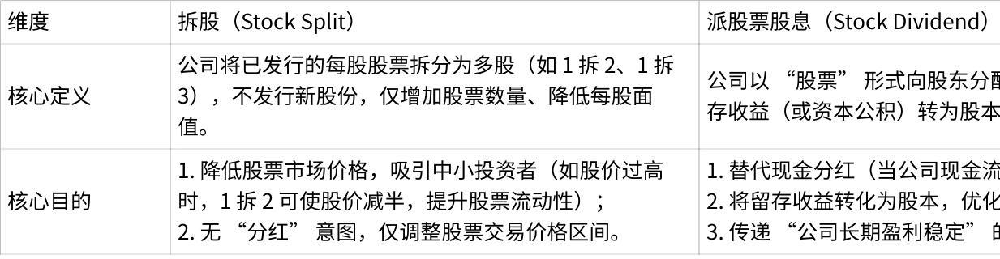 维度
拆股（Stock Split）
派股票股息（Stock Dividend）
核心定义
公司将已发行的每股股票拆分为多股（如 1 拆 2、1 拆
3），不发行新股份，仅增加股票数量、降低每股面
值。
公司以 “股票” 形式向股东分配
存收益（或资本公积）转为股本
核心目的
1. 降低股票市场价格，吸引中小投资者（如股价过高
时，1 拆 2 可使股价减半，提升股票流动性）；
2. 无 “分红” 意图，仅调整股票交易价格区间。
1. 替代现金分红（当公司现金流
2. 将留存收益转化为股本，优化
3. 传递 “公司长期盈利稳定” 的